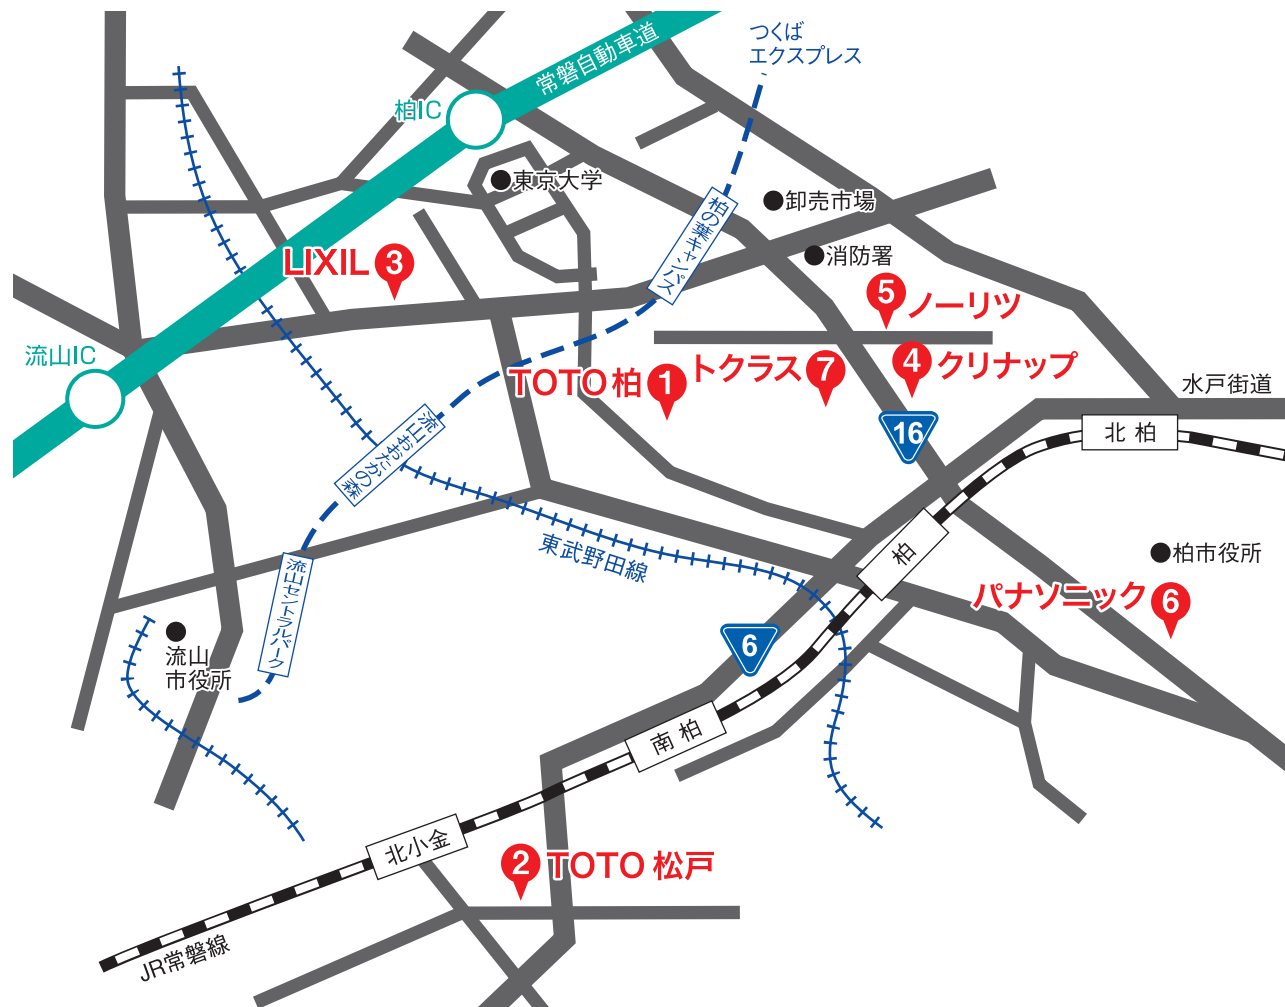 つくば
エクスプレス
常磐自動車道
柏IC
東京大学
卸売市場
柏の葉キャンパス
消防署
LIXIL 3
5 ノーリツ
流山IC
TOTO 柏 1
トクラス 7
4 クリナップ
水戸街道
16
北柏
流山おおたかの森
東武野田線
柏
柏市役所
流山セントラルパーク
パナソニック 6
6
流山
市役所
南柏
北小金
2 TOTO 松戸
JR常磐線